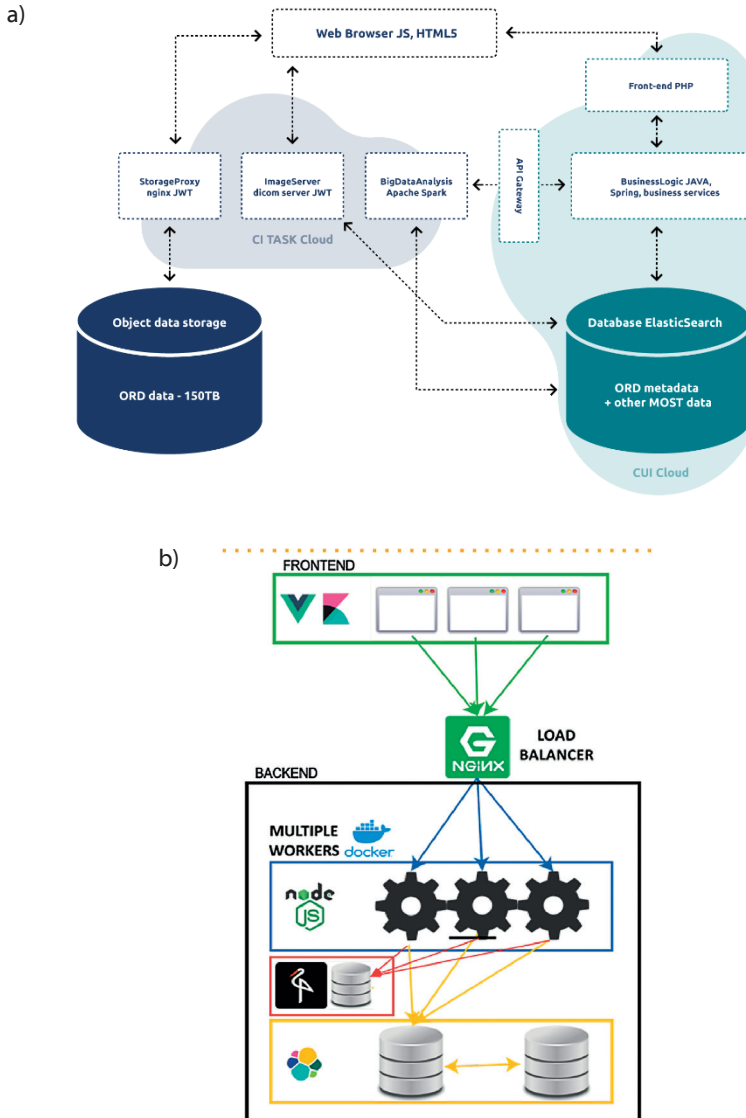 a)
Web Browser JS, HTML5
Front-end PHP
StorageProxy
nginx JWT
ImageServer
dicom server JWT
BigDataAnalysis
Apache Spark
API Gateway
BusinessLogic JAVA,
Spring, business services
CI TASK Cloud
Object data storage
ORD data - 150TB
Database ElasticSearch
ORD metadata
+ other MOST data
CUI Cloud
b)
FRONTEND
NGiNX
LOAD
BALANCER
BACKEND
MULTIPLE
WORKERS
docker
node
JS